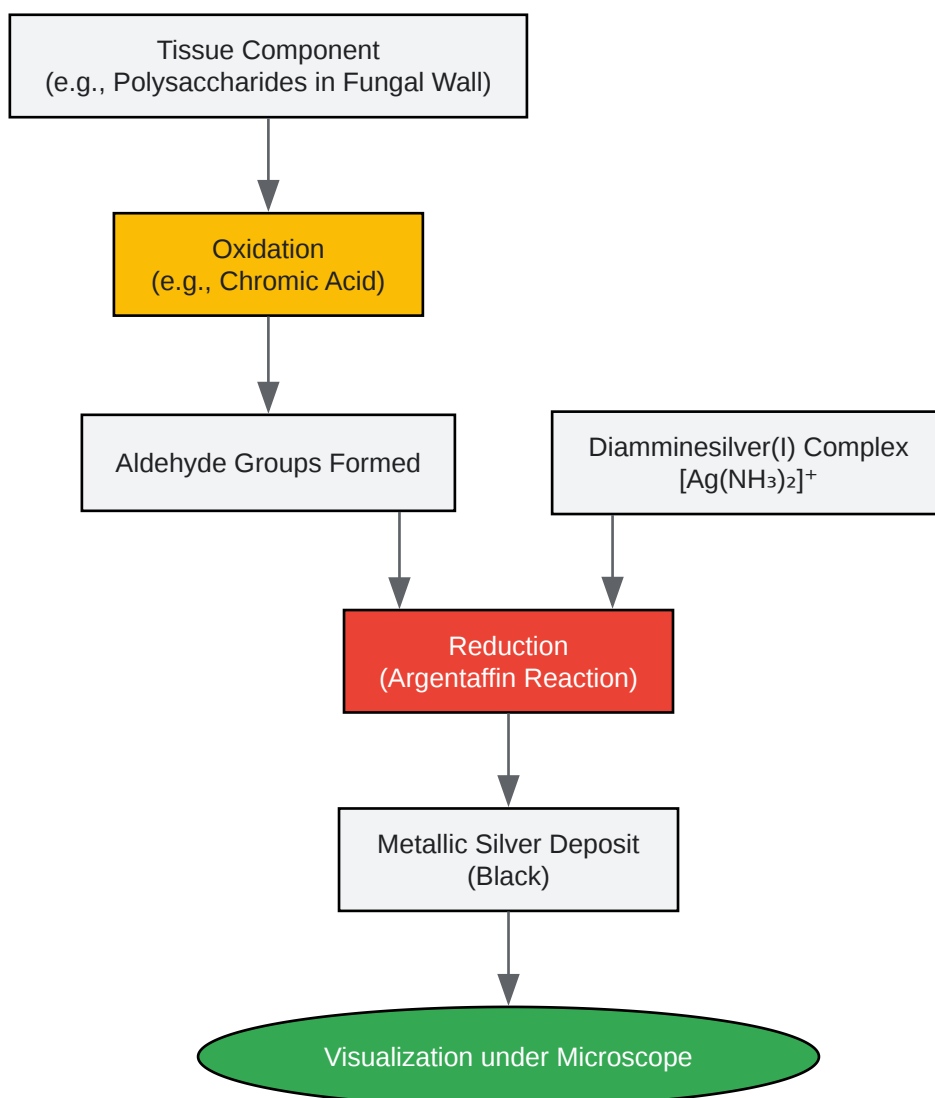 Tissue Component
(e.g., Polysaccharides in Fungal Wall)
Oxidation
(e.g., Chromic Acid)
Aldehyde Groups Formed
Diamminesilver(I) Complex
[Ag(NH₃)₂]⁺
Reduction
(Argentaffin Reaction)
Metallic Silver Deposit
(Black)
Visualization under Microscope